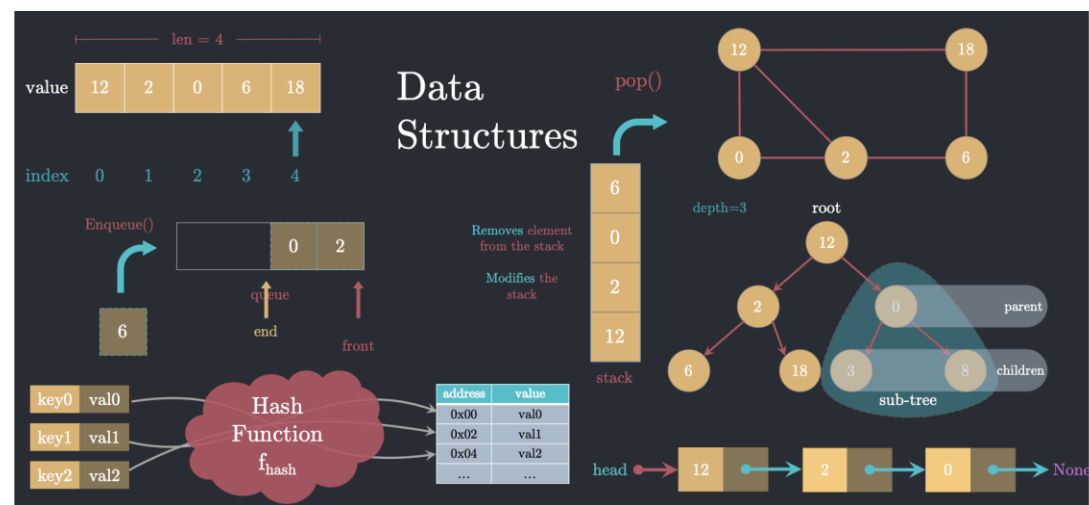 len = 4
value 12 2 0 6 18
index 0 1 2 3 4
Data
Structures
Enqueue()
6
0 2
queue
end
front
pop()
6
0
2
12
stack
Removes element
from the stack
Modifies the
stack
12 18
0 2 6
depth=3
root
12
2 0 parent
6 18 3 8 children
sub-tree
key0 val0
key1 val1
key2 val2
Hash
Function
fhash
address value
0x00 val0
0x02 val1
0x04 val2
... ...
head 12 2 0 None